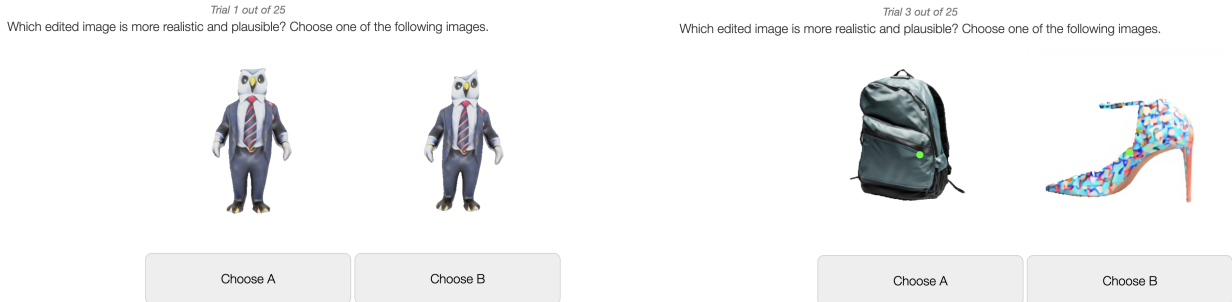 Trial 1 out of 25
Which edited image is more realistic and plausible? Choose one of the following images.
Choose A
Choose B
Trial 3 out of 25
Which edited image is more realistic and plausible? Choose one of the following images.
Choose A
Choose B